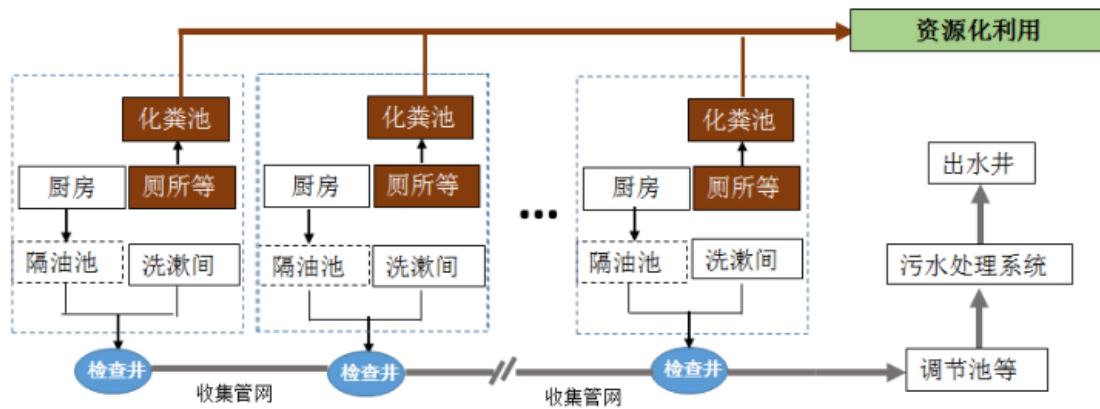 资源化利用
化粪池
化粪池
化粪池
厨房
厕所等
厨房
厕所等
...
厨房
厕所等
出水井
隔油池
洗漱间
隔油池
洗漱间
隔油池
洗漱间
污水处理系统
检查井
检查井
检查井
调节池等
收集管网
收集管网